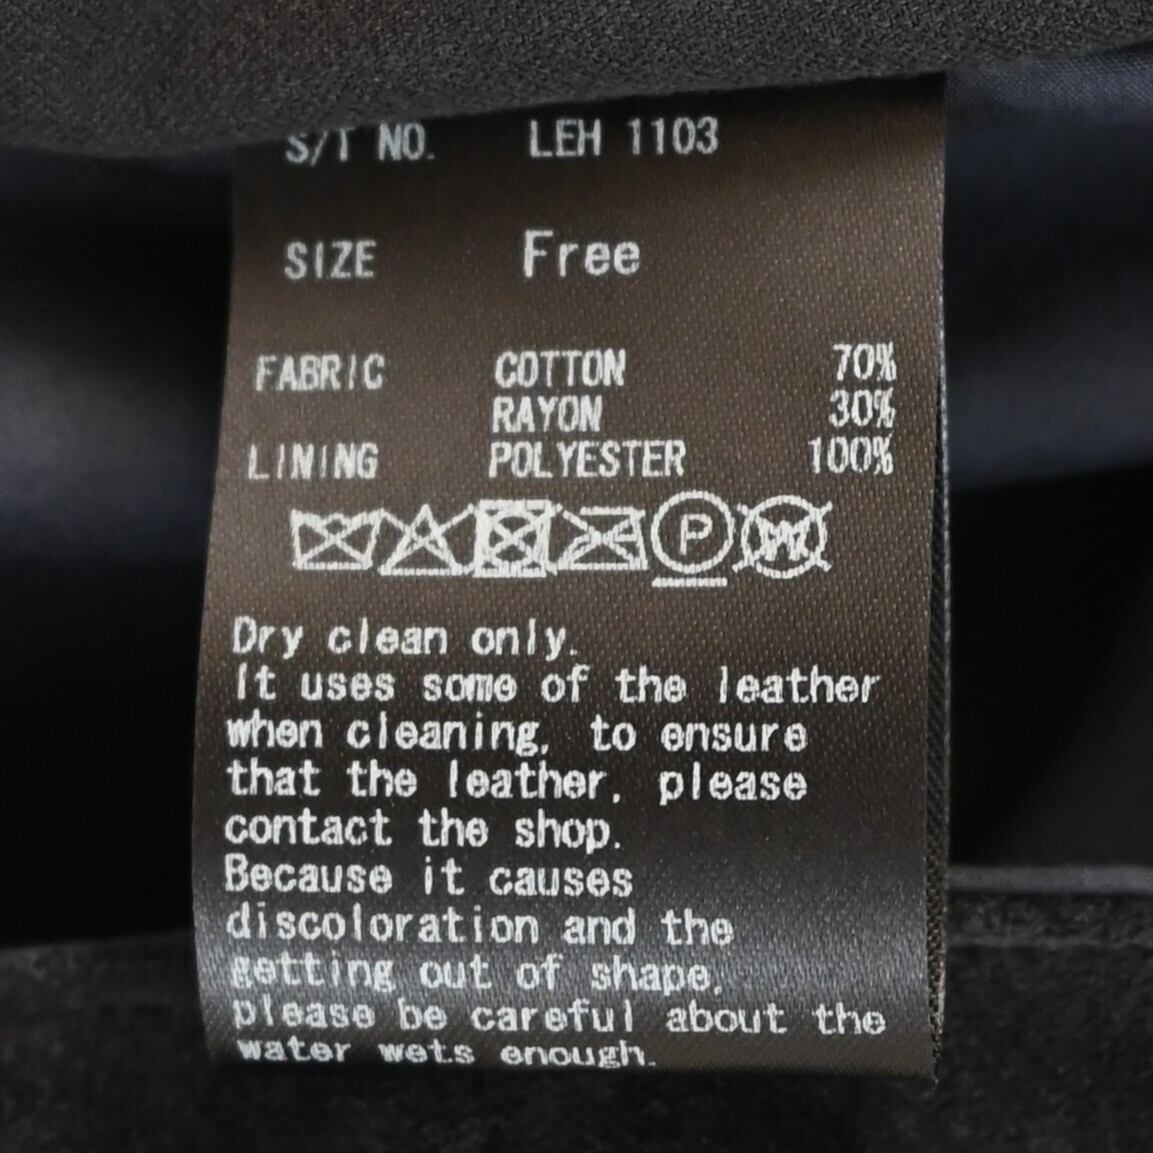 S/T NO. LEH 1103
SIZE Free
FABRIC COTTON 70%
RAYON 30%
LINING POLYESTER 100%
P W
Dry clean only.
It uses some of the leather
when cleaning, to ensure
that the leather, please
contact the shop.
Because it causes
discoloration and the
getting out of shape,
please be careful about the
water wets enough.